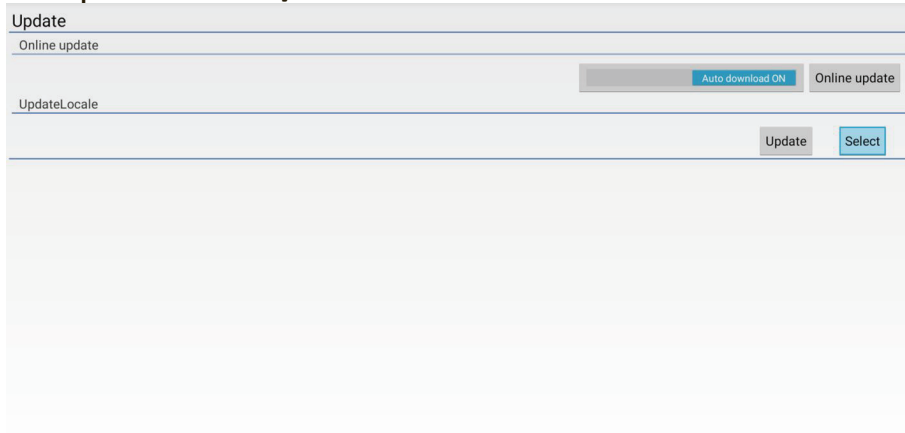 Update
Online update
Auto download ON
Online update
UpdateLocale
Update
Select